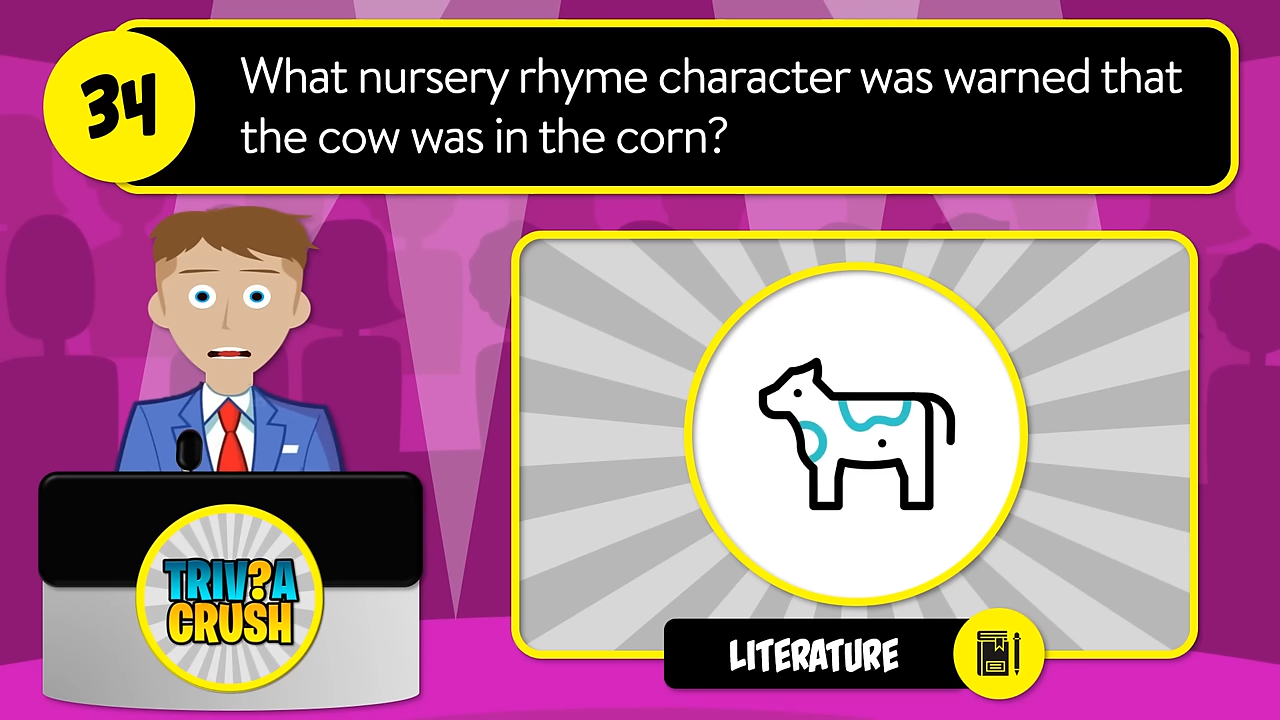 34
What nursery rhyme character was warned that
the cow was in the corn?
TRIV?A
CRUSH
LITERATURE